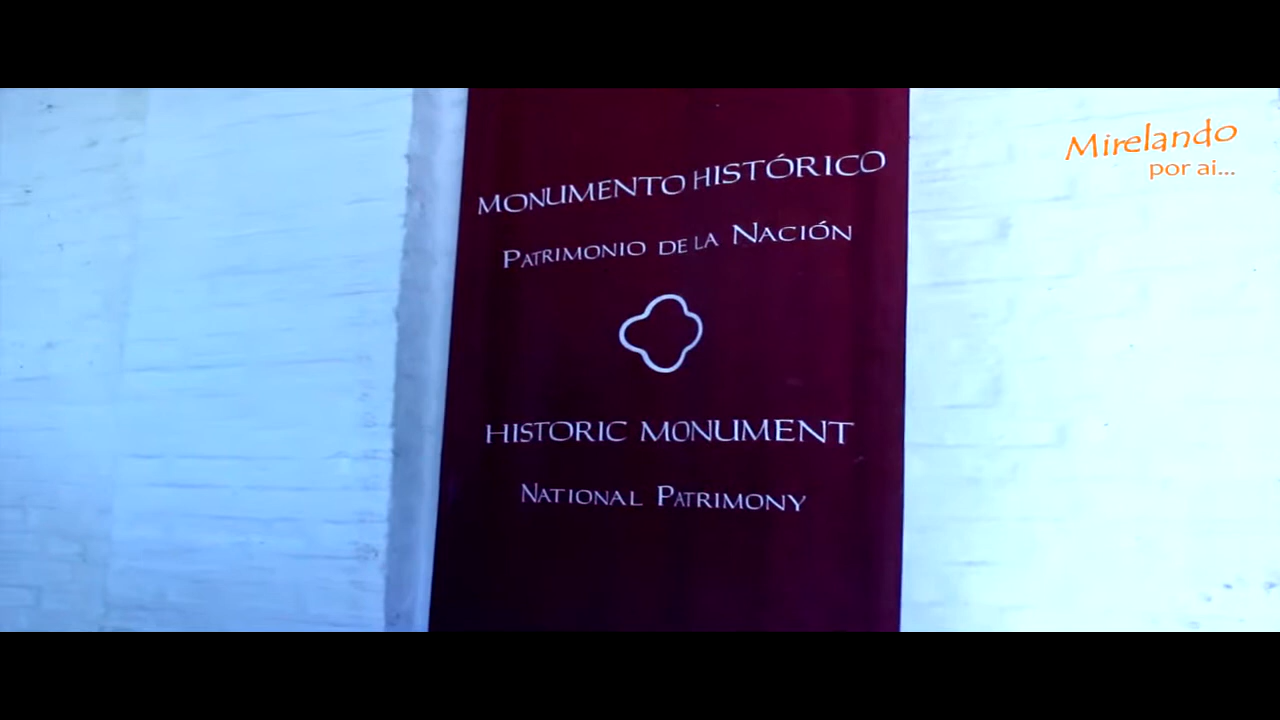 Mirelando
por ai...
MONUMENTO HISTÓRICO
PATRIMONIO DE LA NACIÓN
HISTORIC MONUMENT
NATIONAL PATRIMONY